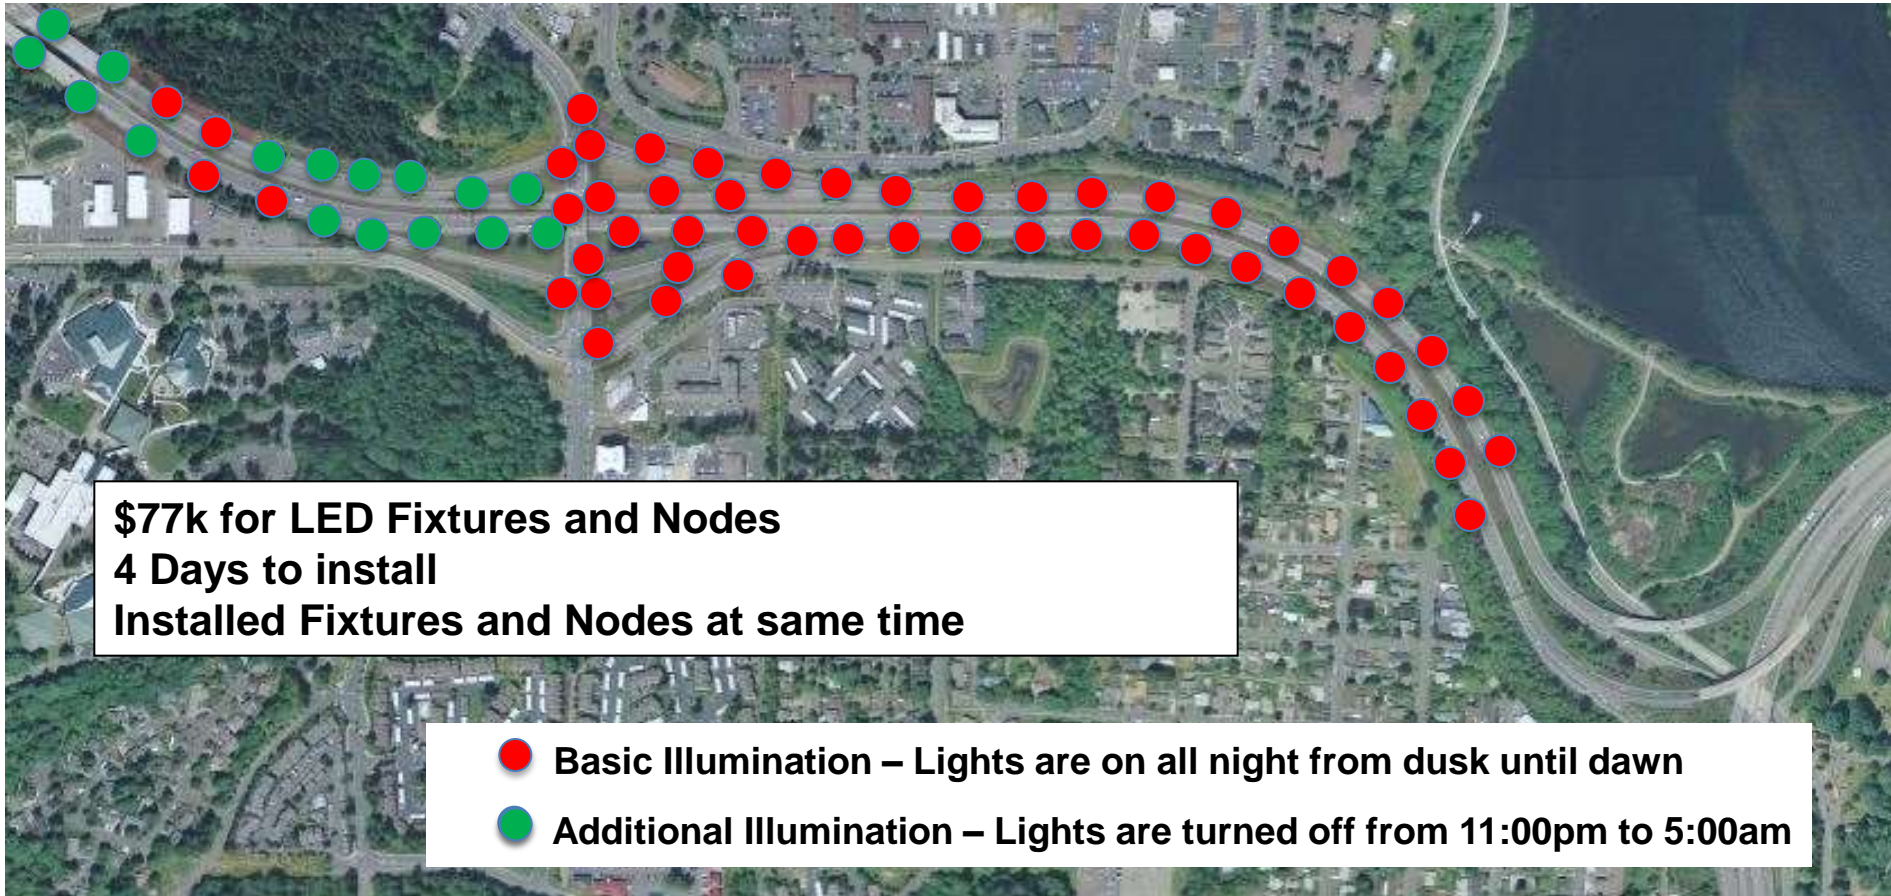 $77k for LED Fixtures and Nodes
4 Days to install
Installed Fixtures and Nodes at same time
Basic Illumination – Lights are on all night from dusk until dawn
Additional Illumination – Lights are turned off from 11:00pm to 5:00am